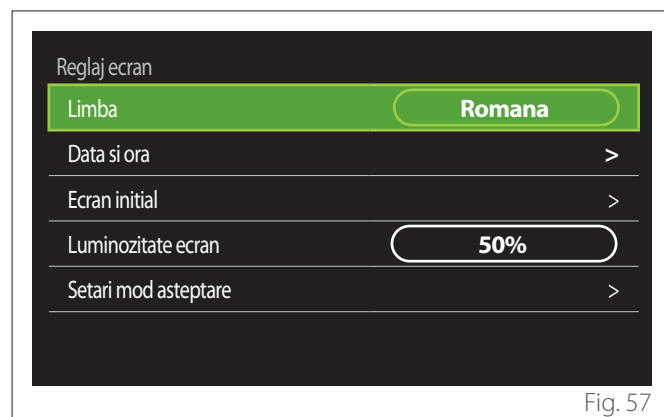 Reglaj ecran
Limba Romana
Data si ora >
Ecran initial >
Luminozitate ecran 50%
Setari mod asteptare >
Fig. 57